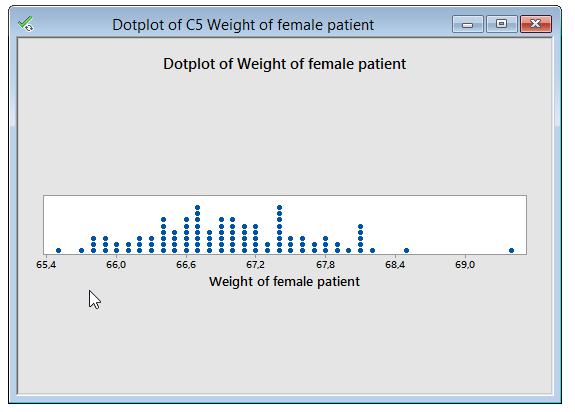 Dotplot of C5 Weight of female patient
Dotplot of Weight of female patient
65,4 66,0 66,6 67,2 67,8 68,4 69,0
Weight of female patient